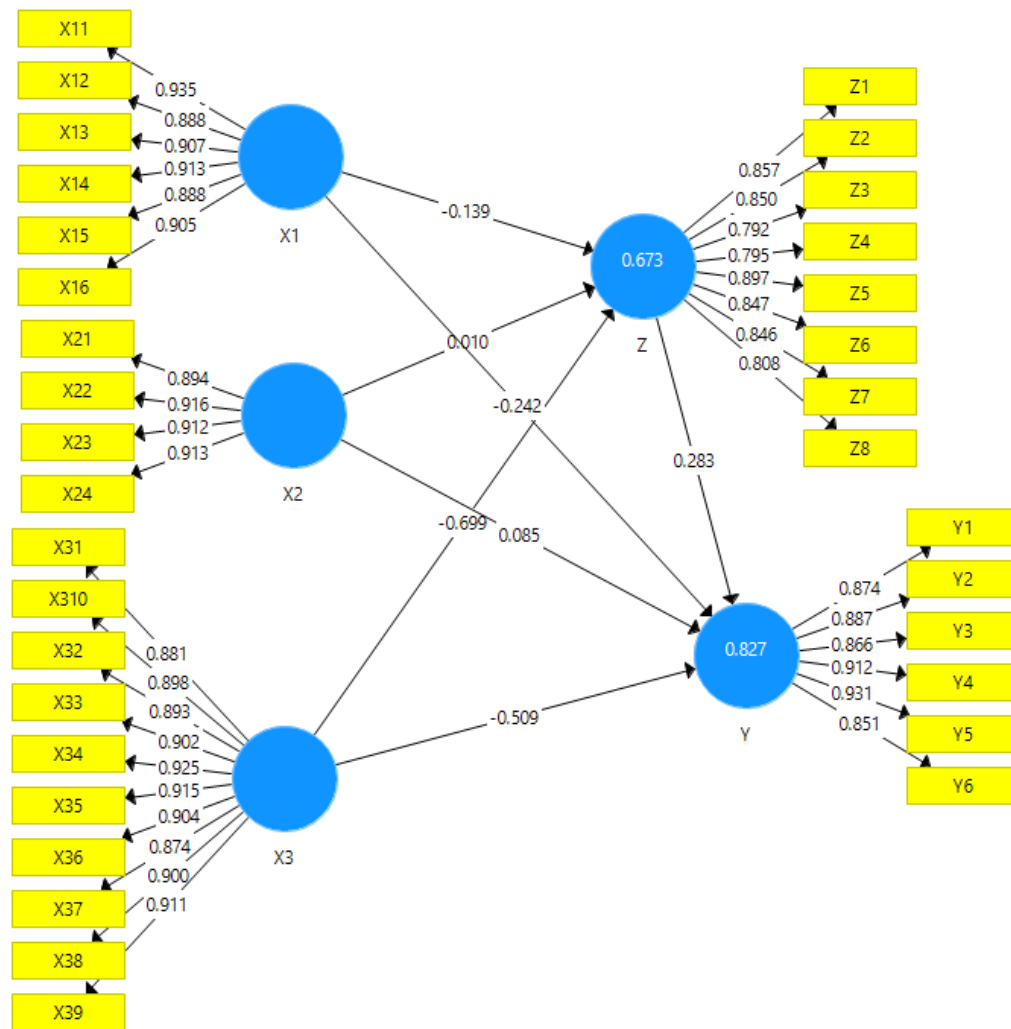 X11
X12
X13
X14
X15
X16
0.935
0.888
0.907
0.913
0.888
0.905
X1
X21
X22
X23
X24
0.894
0.916
0.912
0.913
X2
X31
X310
X32
X33
X34
X35
X36
X37
X38
X39
0.881
0.898
0.893
0.902
0.925
0.915
0.904
0.874
0.900
0.911
X3
-0.139
0.010
-0.242
-0.699
0.085
-0.509
0.283
0.673
Z
0.857
0.850
0.792
0.795
0.897
0.847
0.846
0.808
Z1
Z2
Z3
Z4
Z5
Z6
Z7
Z8
0.827
Y
0.874
0.887
0.866
0.912
0.931
0.851
Y1
Y2
Y3
Y4
Y5
Y6